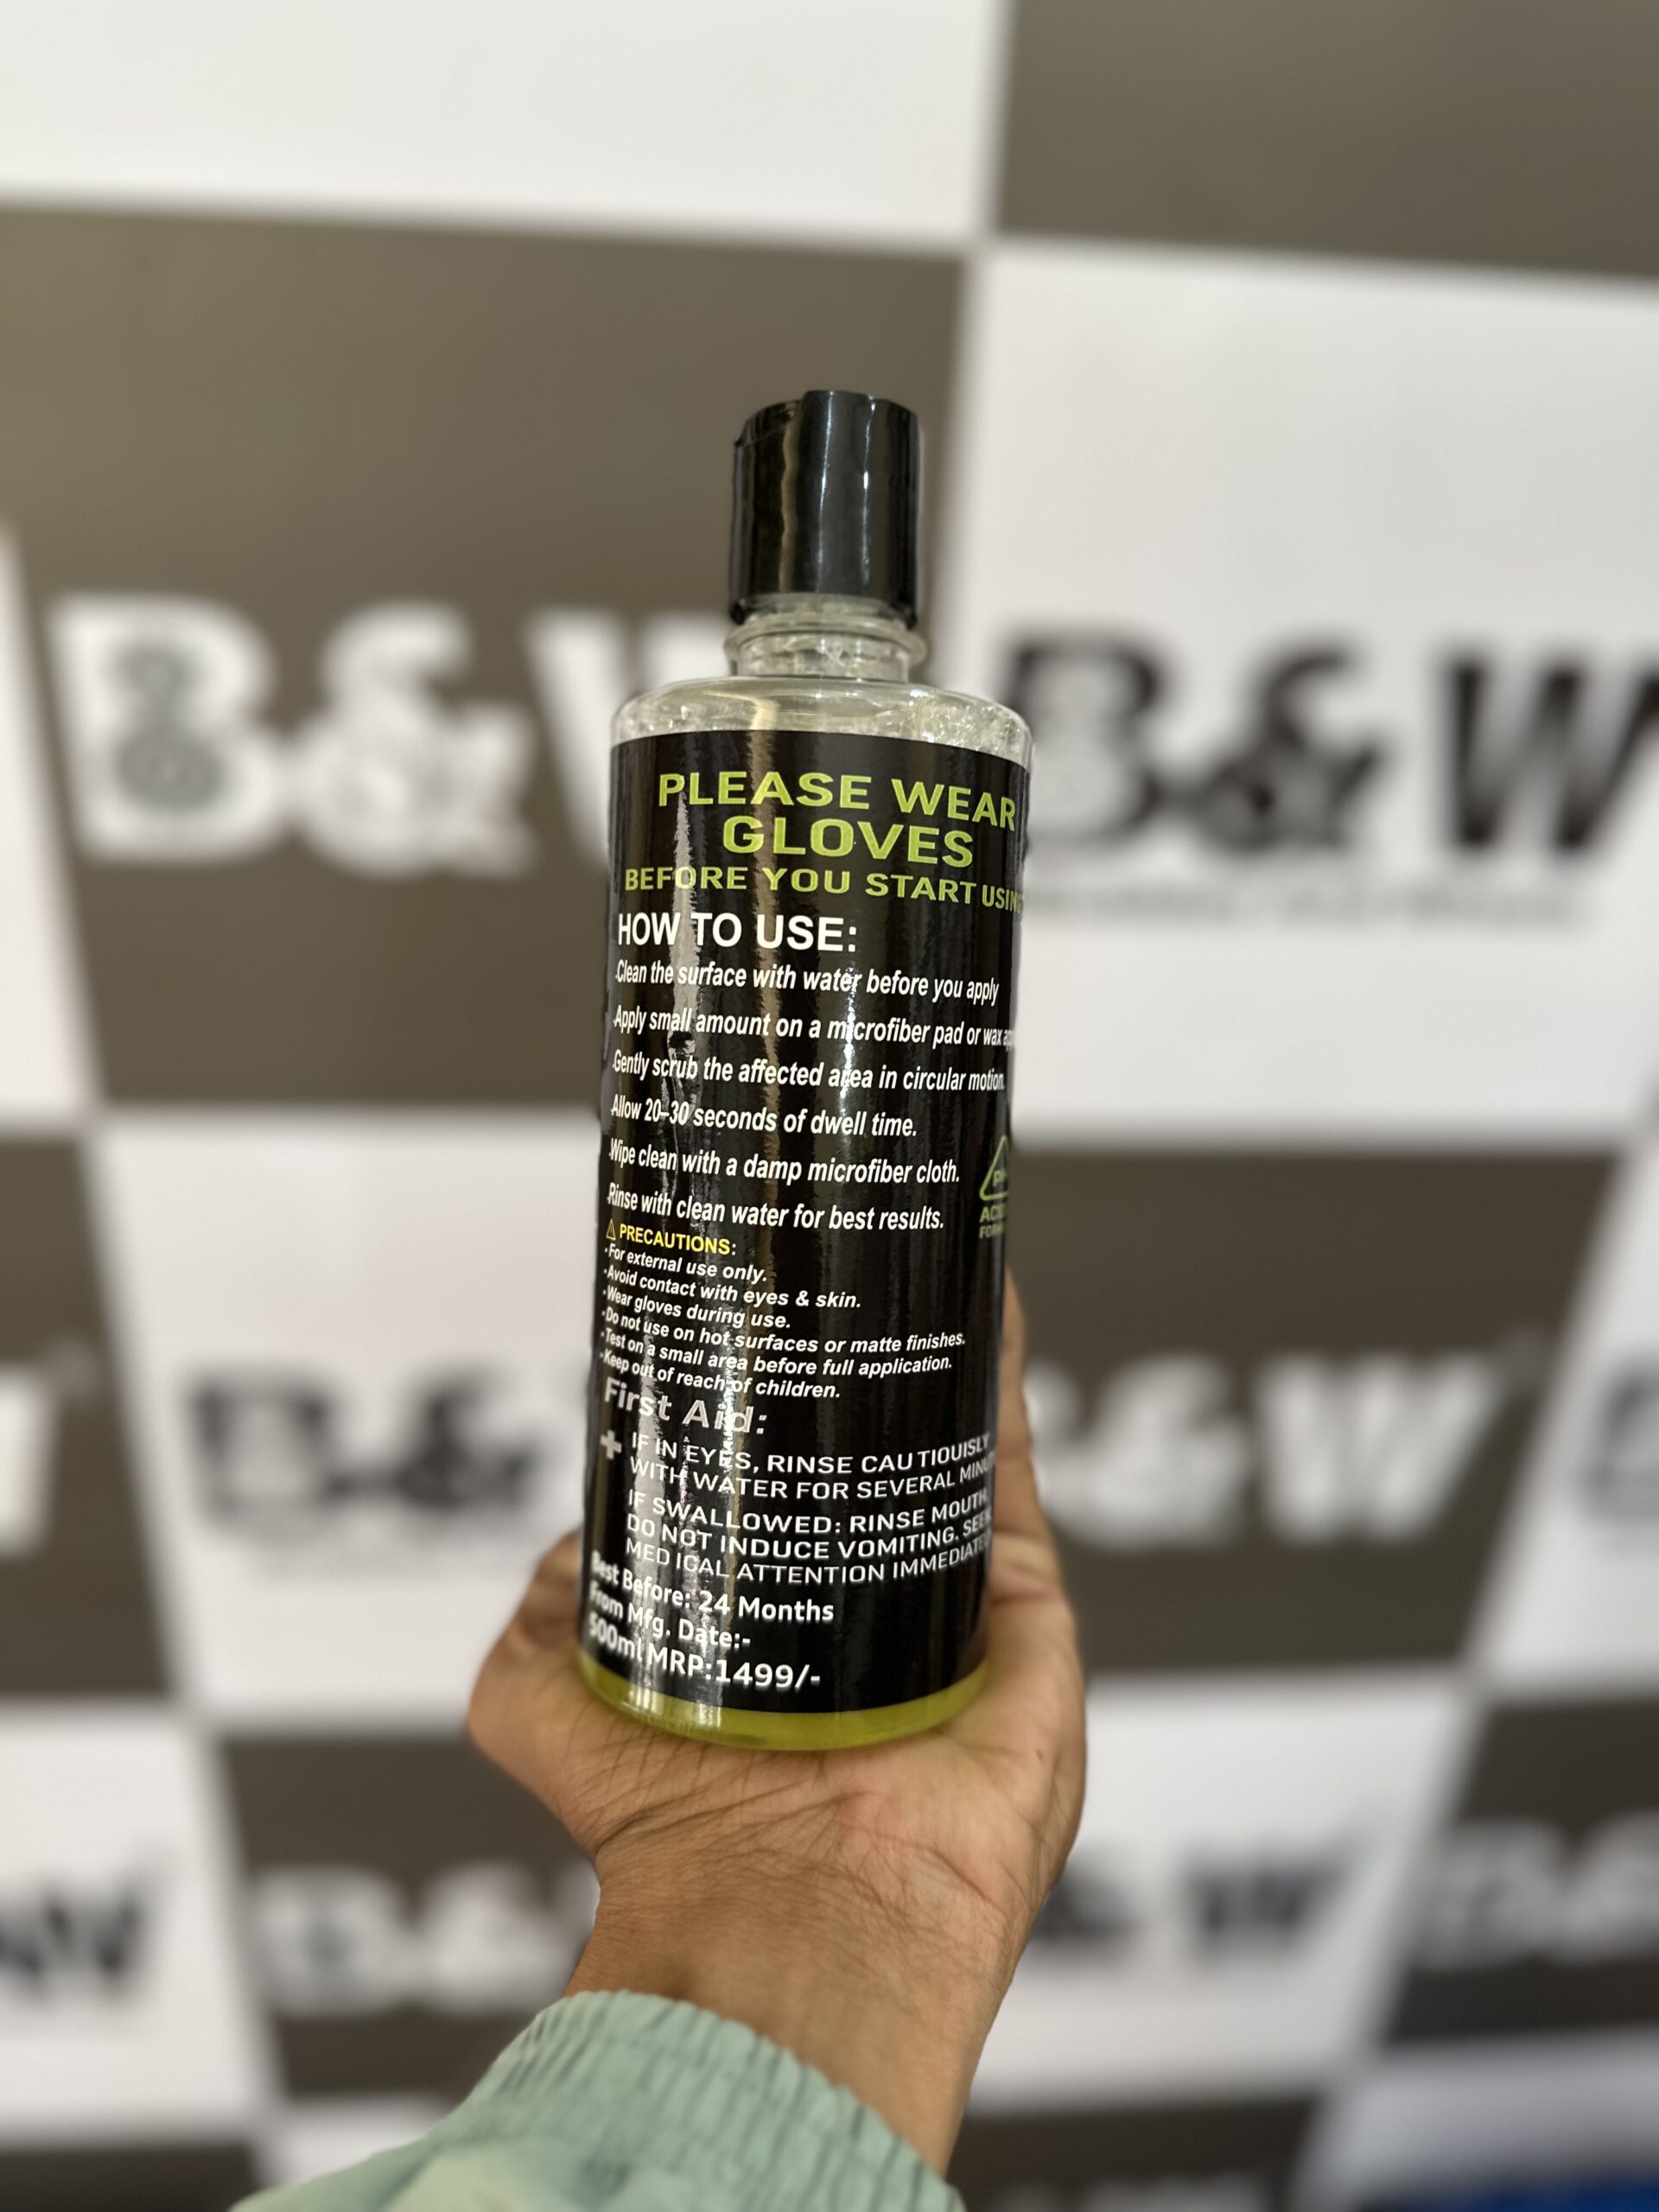 PLEASE WEAR
GLOVES
BEFORE YOU START
HOW TO USE:
.Clean the surface with water before you apply
.Apply small amount on a microfiber pad or wax
.Gently scrub the affected area in circular motion.
.Allow 20–30 seconds of dwell time.
.Wipe clean with a damp microfiber cloth.
.Rinse with clean water for best results.
⚠ PRECAUTIONS:
•For external use only.
•Avoid contact with eyes & skin.
•Wear gloves during use.
•Do not use on hot surfaces or matte finishes.
•Test on a small area before full application.
•Keep out of reach of children.
First Aid:
IF IN EYES, RINSE CAUTIOUISLY
WITH WATER FOR SEVERAL
IF SWALLOWED: RINSE MOUTH,
DO NOT INDUCE VOMITING.
MEDICAL ATTENTION
Best Before: 24 Months
From Mfg. Date:-
500ml MRP:1499/-
B&W
B&W
B&W
B&W